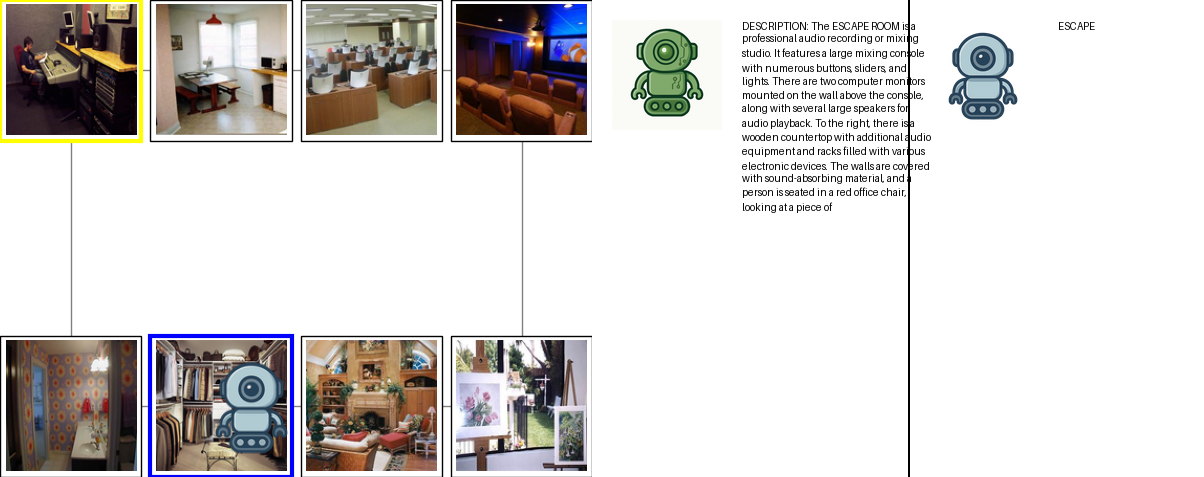 DESCRIPTION: The ESCAPE ROOM is a
professional audio recording or mixing
studio. It features a large mixing console
with numerous buttons, sliders, and
lights. There are two computer monitors
mounted on the wall above the console,
along with several large speakers for
audio playback. To the right, there is a
wooden countertop with additional audio
equipment and racks filled with various
electronic devices. The walls are covered
with sound-absorbing material, and a
person is seated in a red office chair,
looking at a piece of
ESCAPE